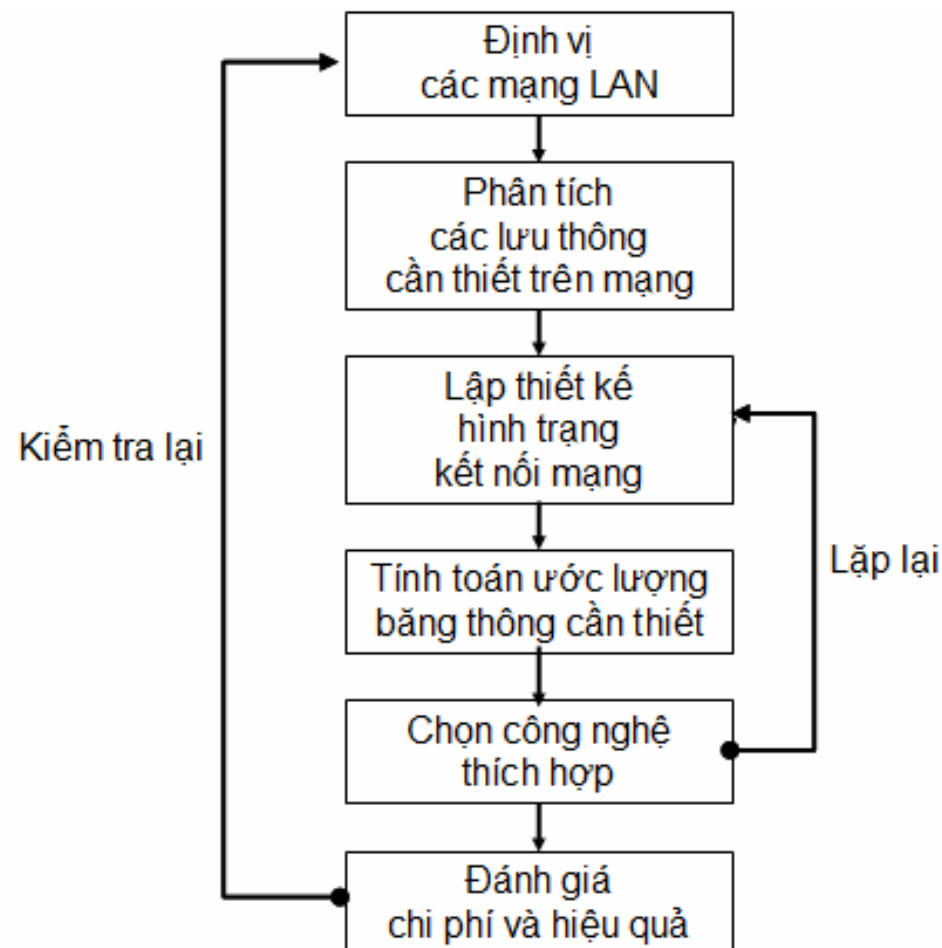 Định vị
các mạng LAN
Phân tích
các lưu thông
cần thiết trên mạng
Lập thiết kế
hình trạng
kết nối mạng
Kiểm tra lại
Lặp lại
Tính toán ước lượng
băng thông cần thiết
Chọn công nghệ
thích hợp
Đánh giá
chi phí và hiệu quả